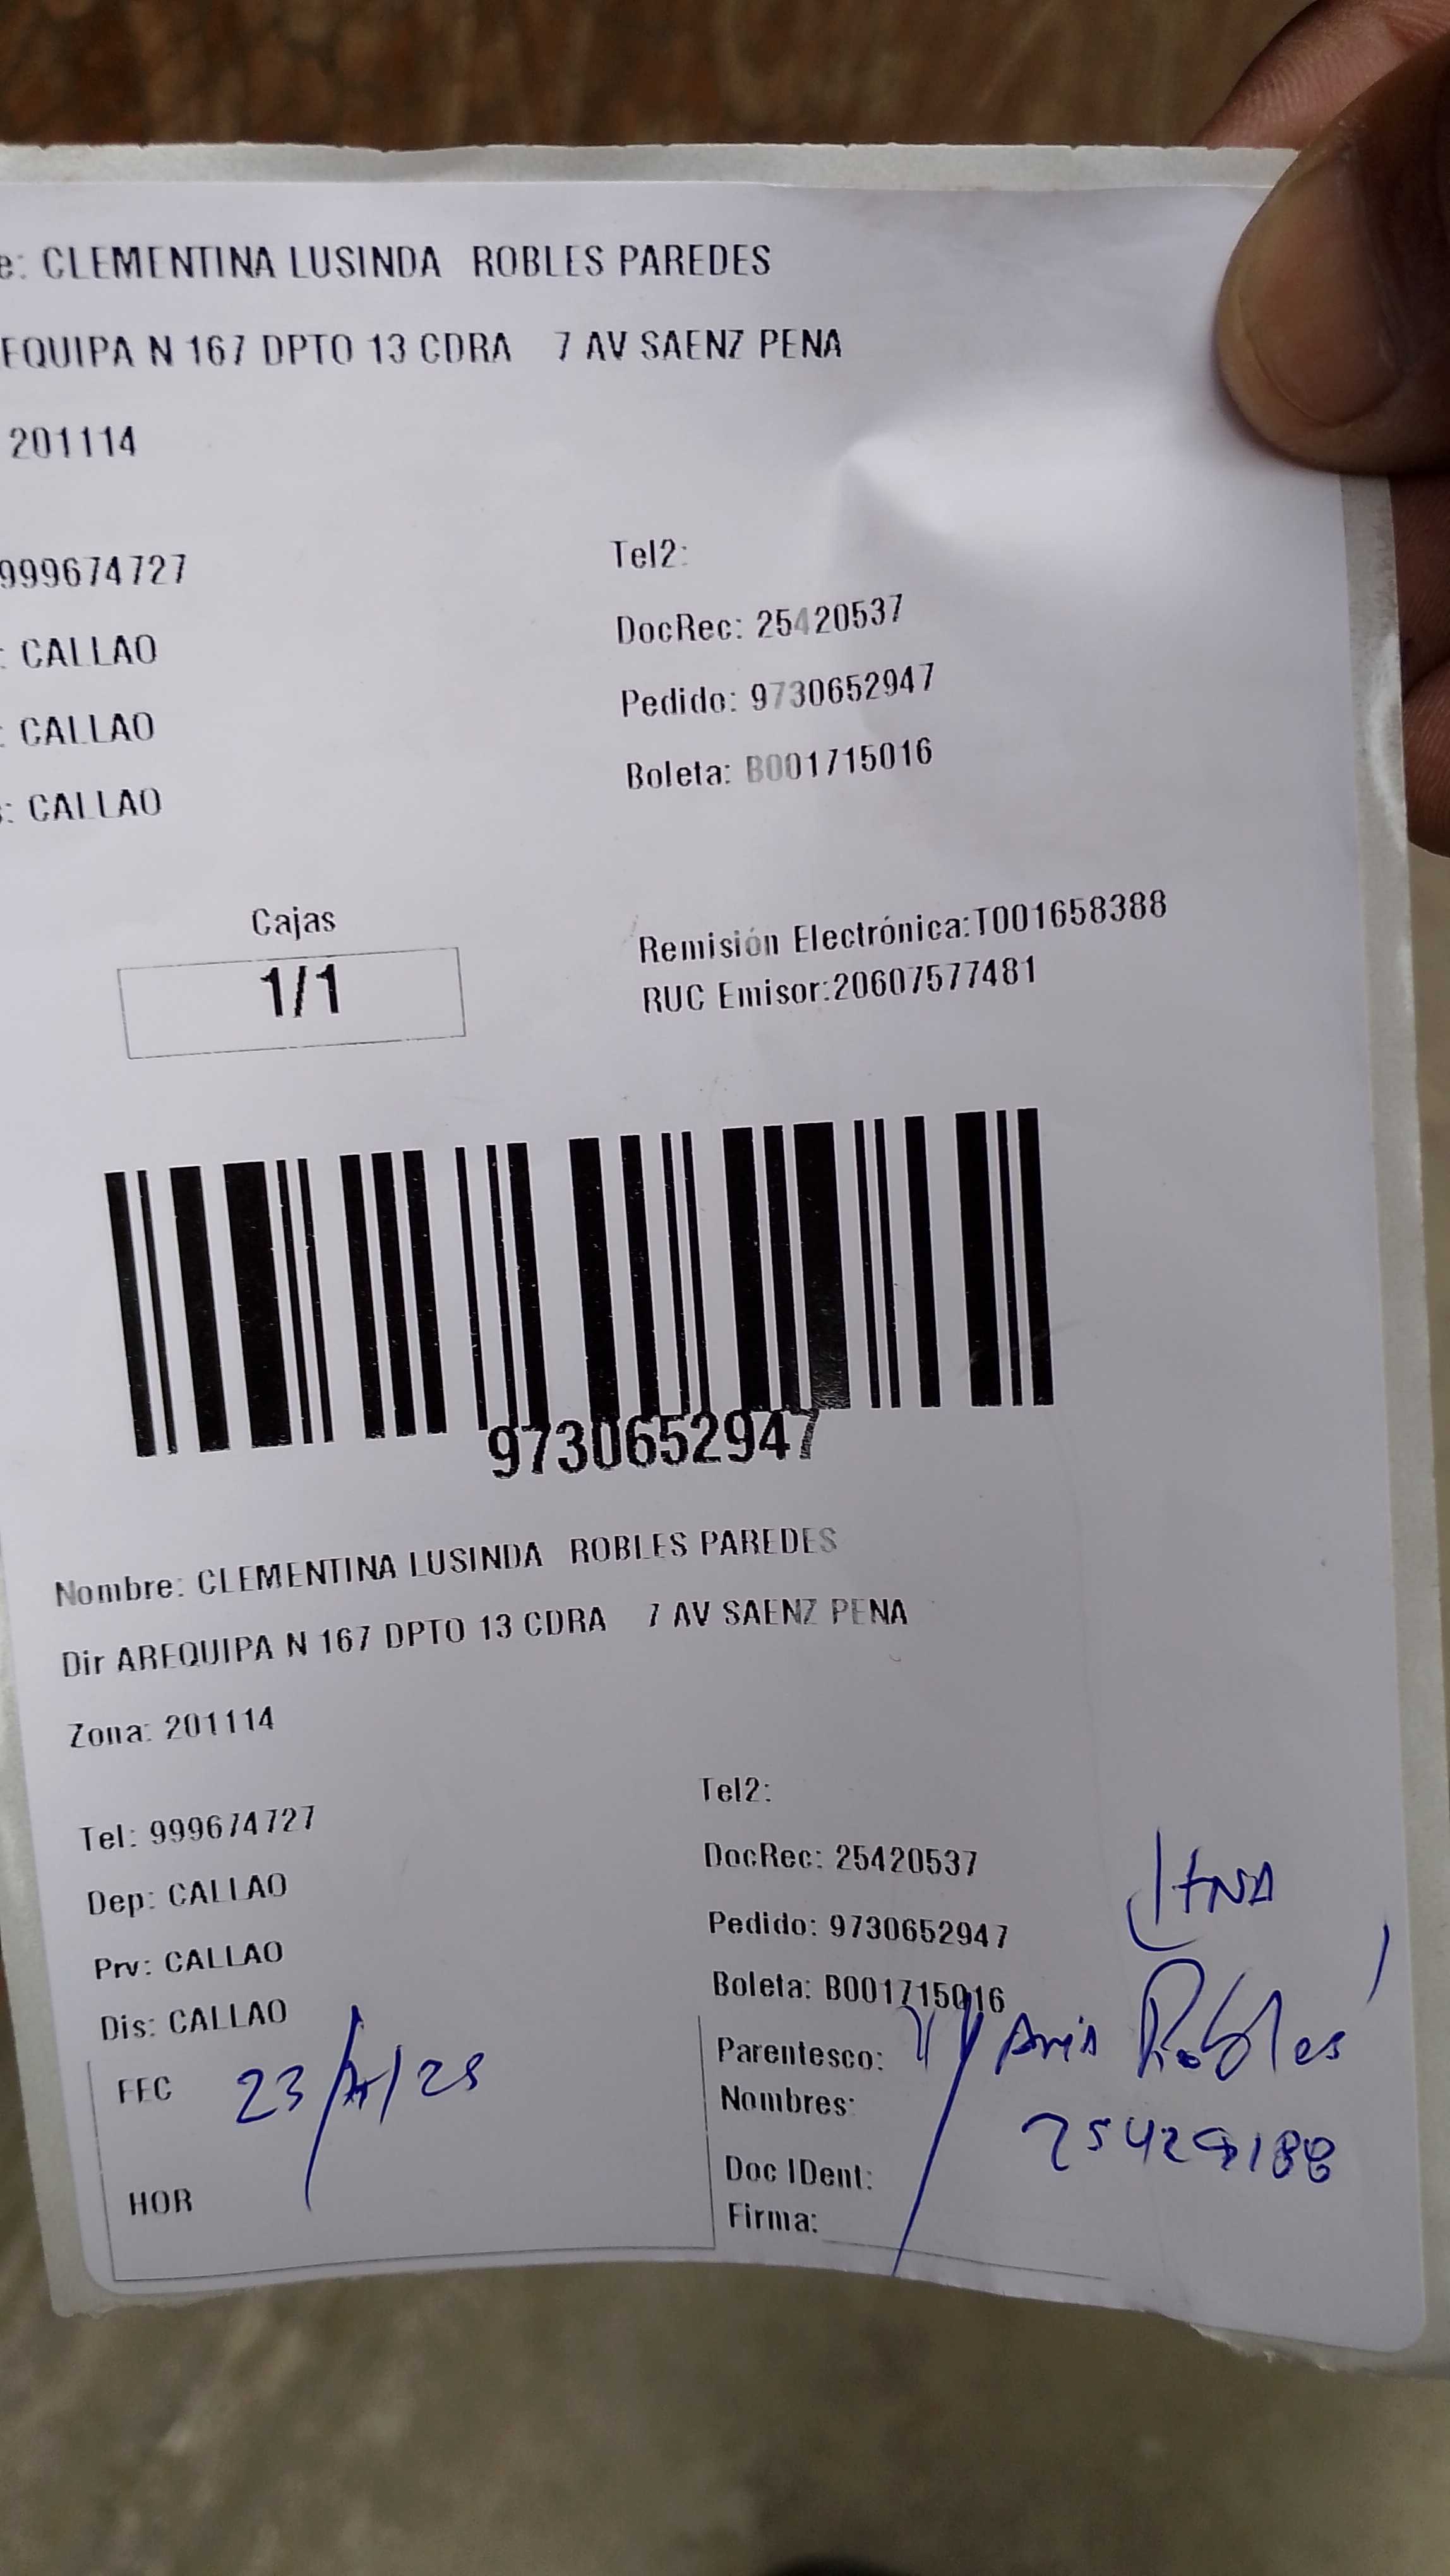 e: CLEMENTINA LUSINDA ROBLES PAREDES
EQUIPA N 167 DPTO 13 CDRA 7 AV SAENZ PENA
201114
999674727
Tel2:
: CALLAO
DocRec: 25420537
: CALLAO
Pedido: 9730652947
s: CALLAO
Boleta: B001715016
Cajas
1/1
Remisión Electrónica:T001658388
RUC Emisor:20607577481
9730652947
Nombre: CLEMENTINA LUSINDA ROBLES PAREDES
Dir AREQUIPA N 167 DPTO 13 CDRA 7 AV SAENZ PENA
Zona: 201114
Tel: 999674727
Tel2:
Dep: CALLAO
DocRec: 25420537
Prv: CALLAO
Pedido: 9730652947
Dis: CALLAO
Boleta: B001715016
FEC
Parentesco:
Robles
Nombres:
HOR
Doc IDent:
Firma: